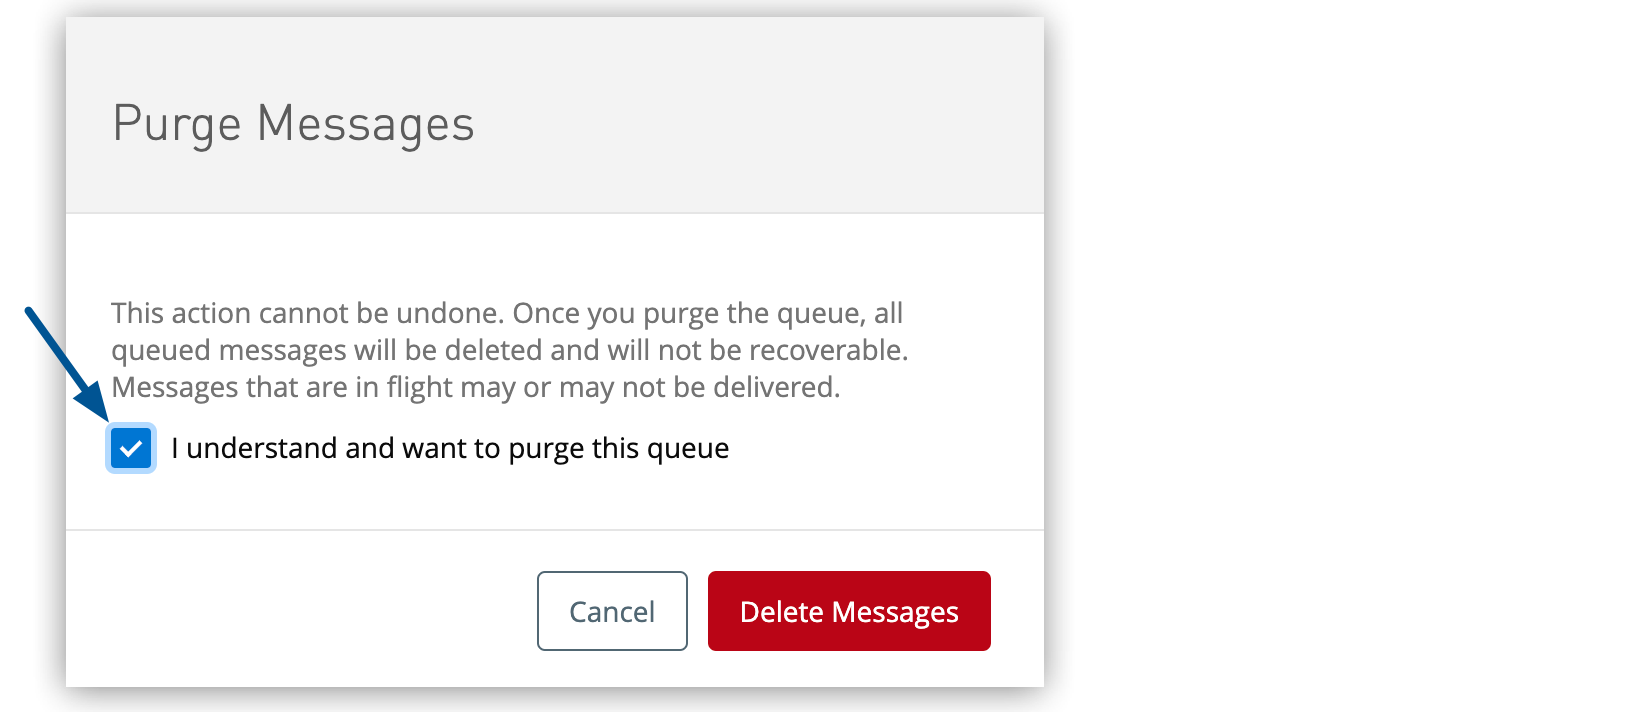 Purge Messages
This action cannot be undone. Once you purge the queue, all
queued messages will be deleted and will not be recoverable.
Messages that are in flight may or may not be delivered.
I understand and want to purge this queue
Cancel
Delete Messages